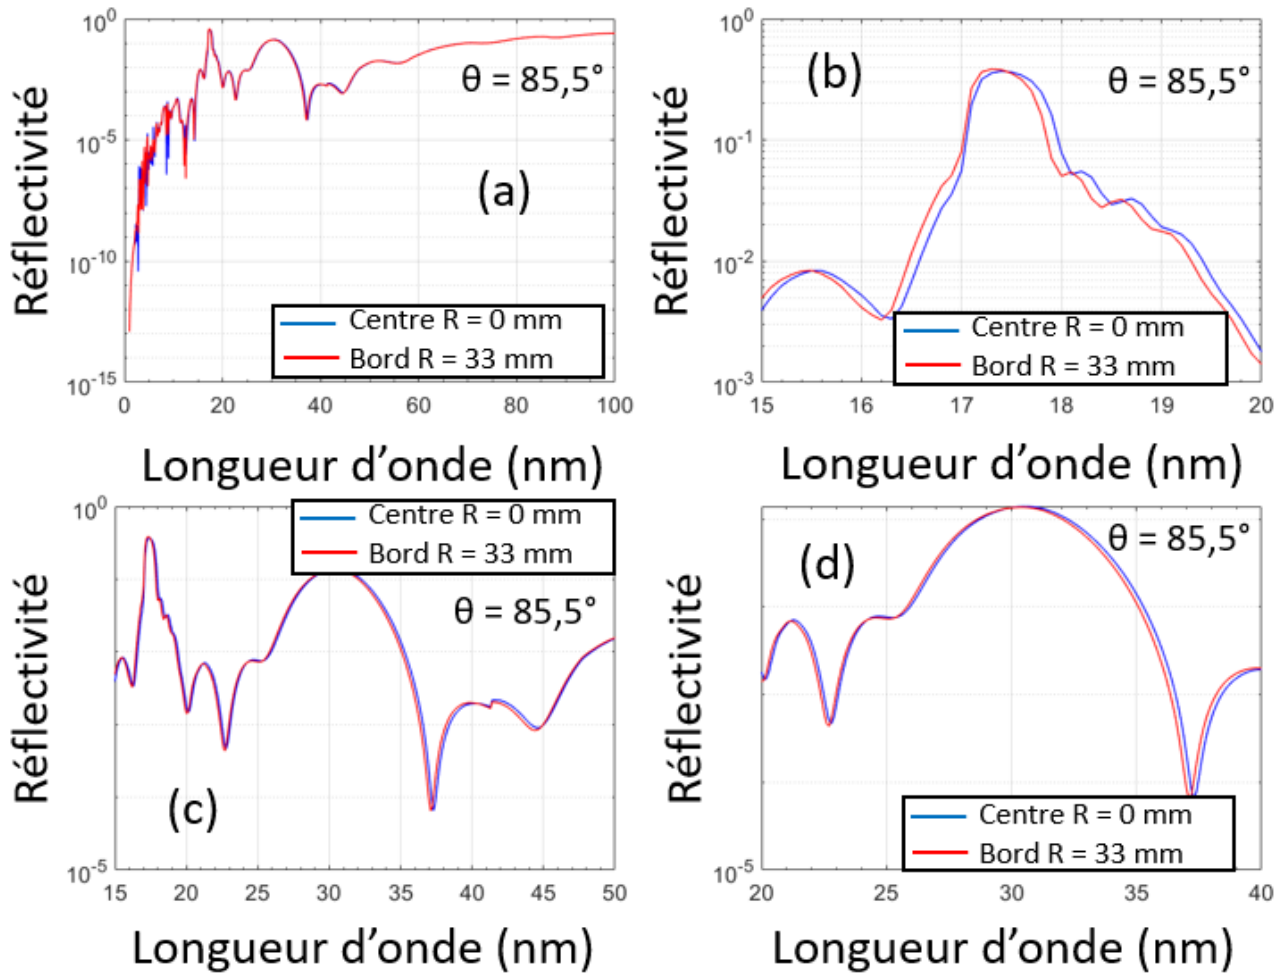 10^0
10^-5
10^-10
10^-15
Réflectivité
θ = 85,5°
(a)
Centre R = 0 mm
Bord R = 33 mm
0 20 40 60 80 100
Longueur d’onde (nm)
10^0
10^-1
10^-2
10^-3
Réflectivité
(b)
θ = 85,5°
Centre R = 0 mm
Bord R = 33 mm
15 16 17 18 19 20
Longueur d’onde (nm)
10^0
10^-5
Réflectivité
Centre R = 0 mm
Bord R = 33 mm
θ = 85,5°
(c)
15 20 25 30 35 40 45 50
Longueur d’onde (nm)
10^-5
Réflectivité
(d)
θ = 85,5°
Centre R = 0 mm
Bord R = 33 mm
20 25 30 35 40
Longueur d’onde (nm)